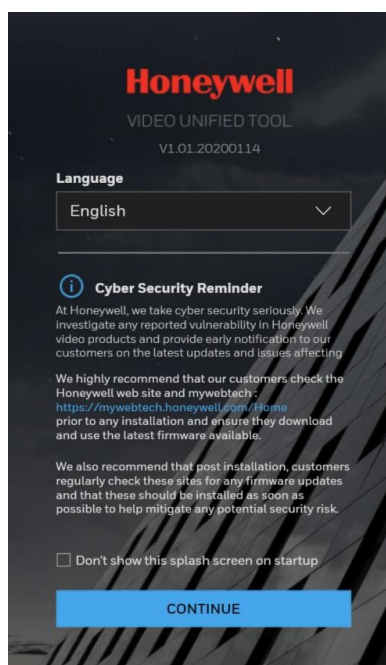 Honeywell
VIDEO UNIFIED TOOL
V1.01.20200114
Language
English
Cyber Security Reminder
At Honeywell, we take cyber security seriously. We
investigate any reported vulnerability in Honeywell
video products and provide early notification to our
customers on the latest updates and issues affecting
We highly recommend that our customers check the
Honeywell web site and mywebtech :
https://mywebtech.honeywell.com/Home
prior to any installation and ensure they download
and use the latest firmware available.
We also recommend that post installation, customers
regularly check these sites for any firmware updates
and that these should be installed as soon as
possible to help mitigate any potential security risk.
Don't show this splash screen on startup
CONTINUE